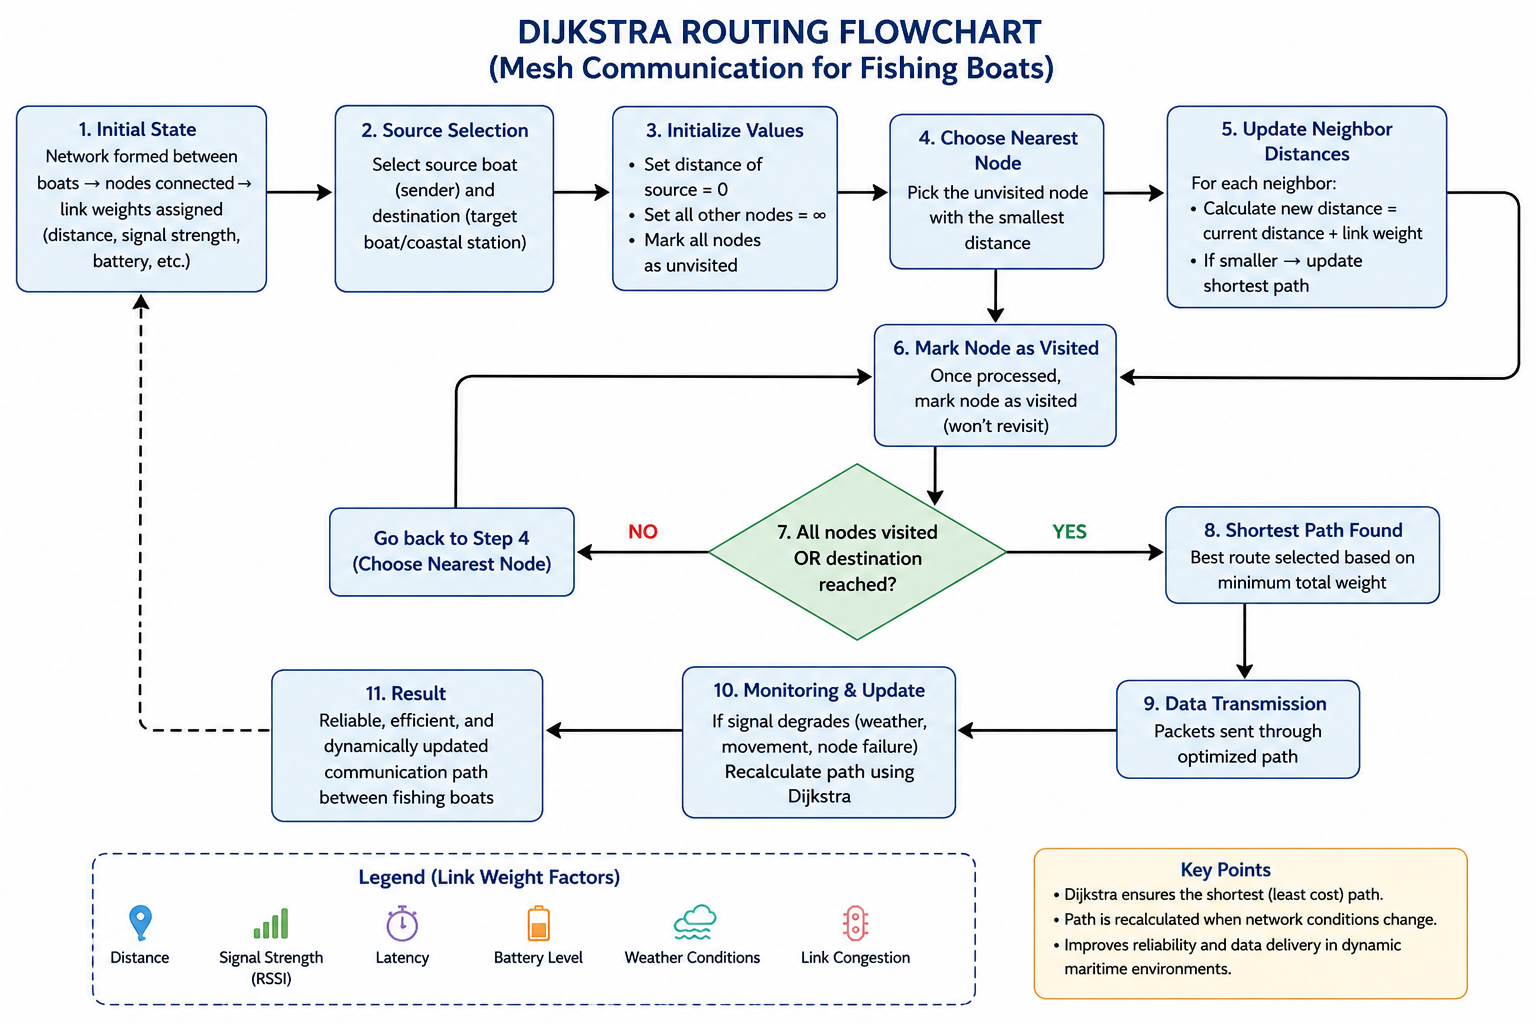 DIJKSTRA ROUTING FLOWCHART
(Mesh Communication for Fishing Boats)
1. Initial State
Network formed between
boats → nodes connected →
link weights assigned
(distance, signal strength,
battery, etc.)
2. Source Selection
Select source boat
(sender) and
destination (target
boat/coastal station)
3. Initialize Values
• Set distance of
source = 0
• Set all other nodes = ∞
• Mark all nodes
as unvisited
4. Choose Nearest
Node
Pick the unvisited node
with the smallest
distance
5. Update Neighbor
Distances
For each neighbor:
• Calculate new distance =
current distance + link weight
• If smaller → update
shortest path
6. Mark Node as Visited
Once processed,
mark node as visited
(won't revisit)
Go back to Step 4
(Choose Nearest Node)
NO
7. All nodes visited
OR destination
reached?
YES
8. Shortest Path Found
Best route selected based on
minimum total weight
11. Result
Reliable, efficient, and
dynamically updated
communication path
between fishing boats
10. Monitoring & Update
If signal degrades (weather,
movement, node failure)
Recalculate path using
Dijkstra
9. Data Transmission
Packets sent through
optimized path
Legend (Link Weight Factors)
Distance
Signal Strength
(RSSI)
Latency
Battery Level
Weather Conditions
Link Congestion
Key Points
• Dijkstra ensures the shortest (least cost) path.
• Path is recalculated when network conditions change.
• Improves reliability and data delivery in dynamic
maritime environments.